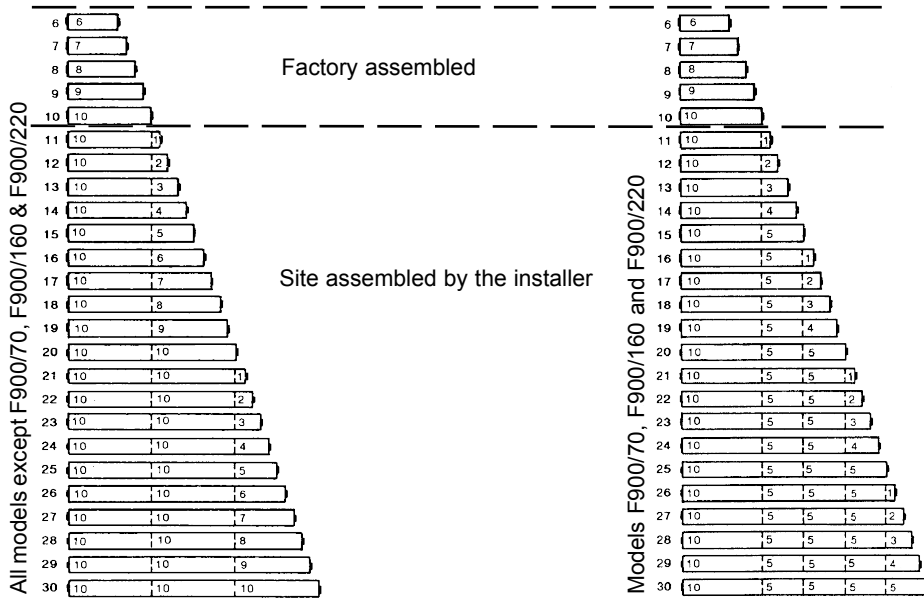 All models except F900/70, F900/160 & F900/220
6 6
7 7
8 8
9 9
10 10
11 10 1
12 10 2
13 10 3
14 10 4
15 10 5
16 10 6
17 10 7
18 10 8
19 10 9
20 10 10
21 10 10 1
22 10 10 2
23 10 10 3
24 10 10 4
25 10 10 5
26 10 10 6
27 10 10 7
28 10 10 8
29 10 10 9
30 10 10 10
Factory assembled
Site assembled by the installer
Models F900/70, F900/160 and F900/220
6 6
7 7
8 8
9 9
10 10
11 10 1
12 10 2
13 10 3
14 10 4
15 10 5
16 10 5 1
17 10 5 2
18 10 5 3
19 10 5 4
20 10 5 5
21 10 5 5 1
22 10 5 5 2
23 10 5 5 3
24 10 5 5 4
25 10 5 5 5
26 10 5 5 5 1
27 10 5 5 5 2
28 10 5 5 5 3
29 10 5 5 5 4
30 10 5 5 5 5